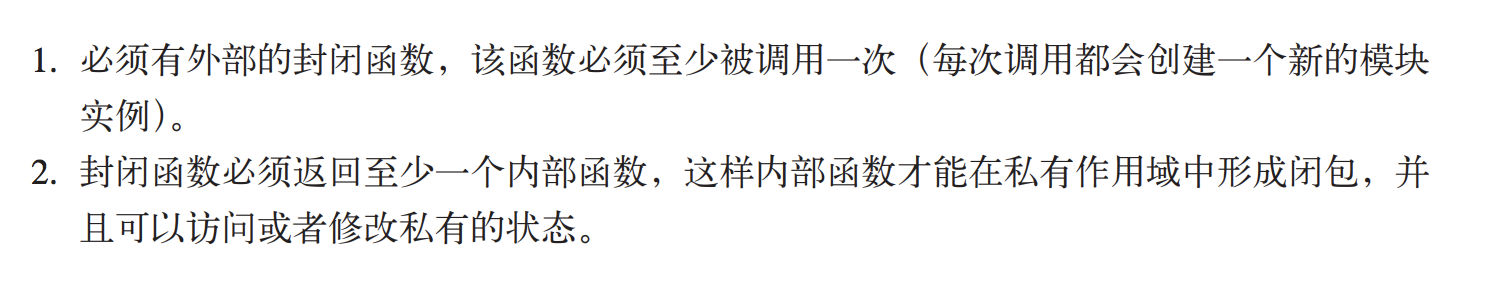 1. 必须有外部的封闭函数，该函数必须至少被调用一次（每次调用都会创建一个新的模块
实例）。
2. 封闭函数必须返回至少一个内部函数，这样内部函数才能在私有作用域中形成闭包，并
且可以访问或者修改私有的状态。